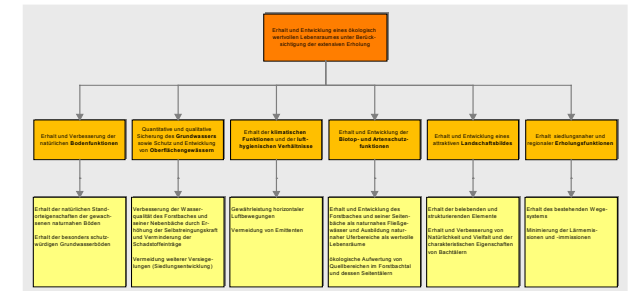 Erhalt und Entwicklung eines ökologisch
wertvollen Lebensraumes unter Berück-
sichtigung der extensiven Erholung
Erhalt und Verbesserung der
natürlichen Bodenfunktionen
Quantitative und qualitative
Sicherung des Grundwassers
sowie Schutz und Entwicklung
von Oberflächengewässern
Erhalt der klimatischen
Funktionen und der luft-
hygienischen Verhältnisse
Erhalt und Entwicklung der
Biotop- und Artenschutz-
funktionen
Erhalt und Entwicklung eines
attraktiven Landschaftsbildes
Erhalt siedlungsnaher und
regionaler Erholungsfunktionen
Erhalt der natürlichen Stand-
orteigenschaften der gewach-
senen naturnahen Böden
Erhalt der besonders schutz-
würdigen Grundwasserböden
Verbesserung der Wasser-
qualität des Forstbaches und
seiner Nebenbäche durch Er-
höhung der Selbstreinigungskraft
und Verminderung der
Schadstoffeinträge
Vermeidung weiterer Versiege-
lungen (Siedlungsentwicklung)
Gewährleistung horizontaler
Luftbewegungen
Vermeidung von Emittenten
Erhalt und Entwicklung des
Forstbaches und seiner Seiten-
bäche als naturnahes Fließge-
wässer und Ausbildung natur-
naher Uferbereiche als wertvolle
Lebensräume
ökologische Aufwertung von
Quellbereichen im Forstbachtal
und dessen Seitentälern
Erhalt der belebenden und
strukturierenden Elemente
Erhalt und Verbesserung von
Natürlichkeit und Vielfalt und der
charakteristischen Eigenschaften
von Bachtälern
Erhalt des bestehenden Wege-
systems
Minimierung der Lärmemis-
sionen und -immissionen